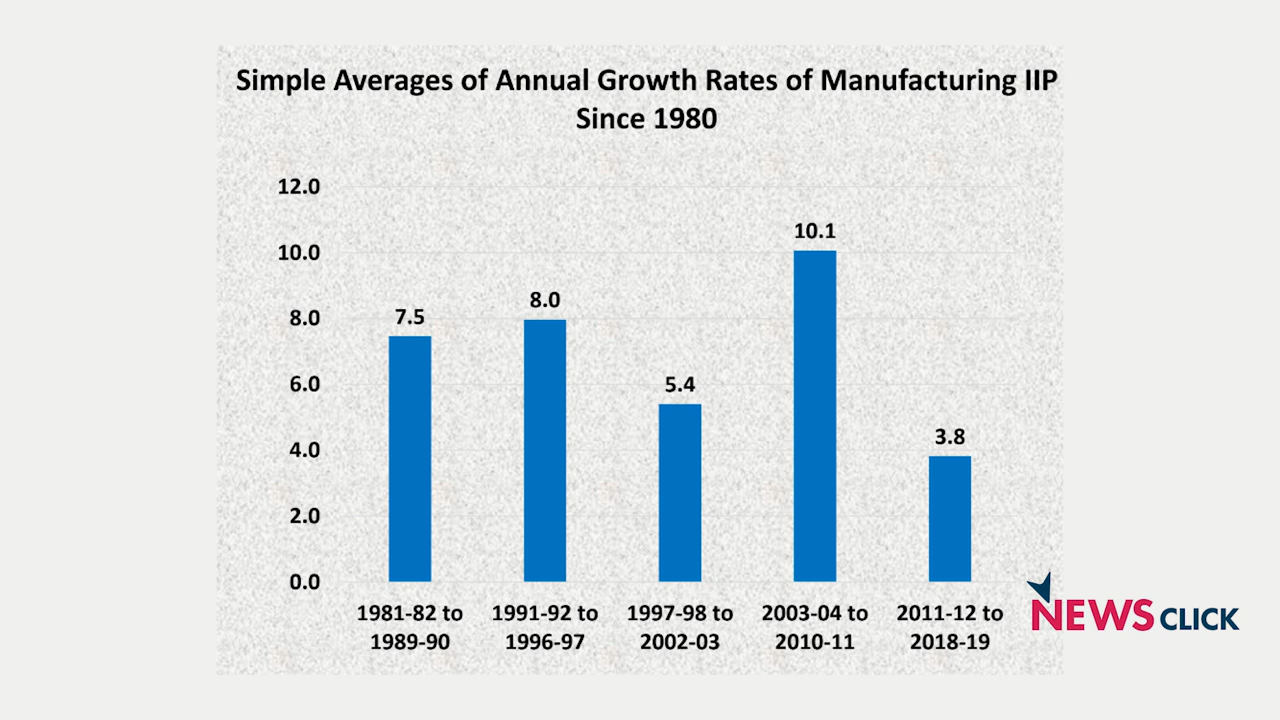 Simple Averages of Annual Growth Rates of Manufacturing IIP
Since 1980
12.0
10.0
8.0
6.0
4.0
2.0
0.0
7.5
8.0
5.4
10.1
3.8
1981-82 to
1989-90
1991-92 to
1996-97
1997-98 to
2002-03
2003-04 to
2010-11
2011-12 to
2018-19
NEWS CLICK